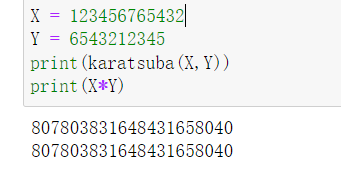 X = 123456765432
Y = 6543212345
print(karatsuba(X,Y))
print(X*Y)
807803831648431658040
807803831648431658040